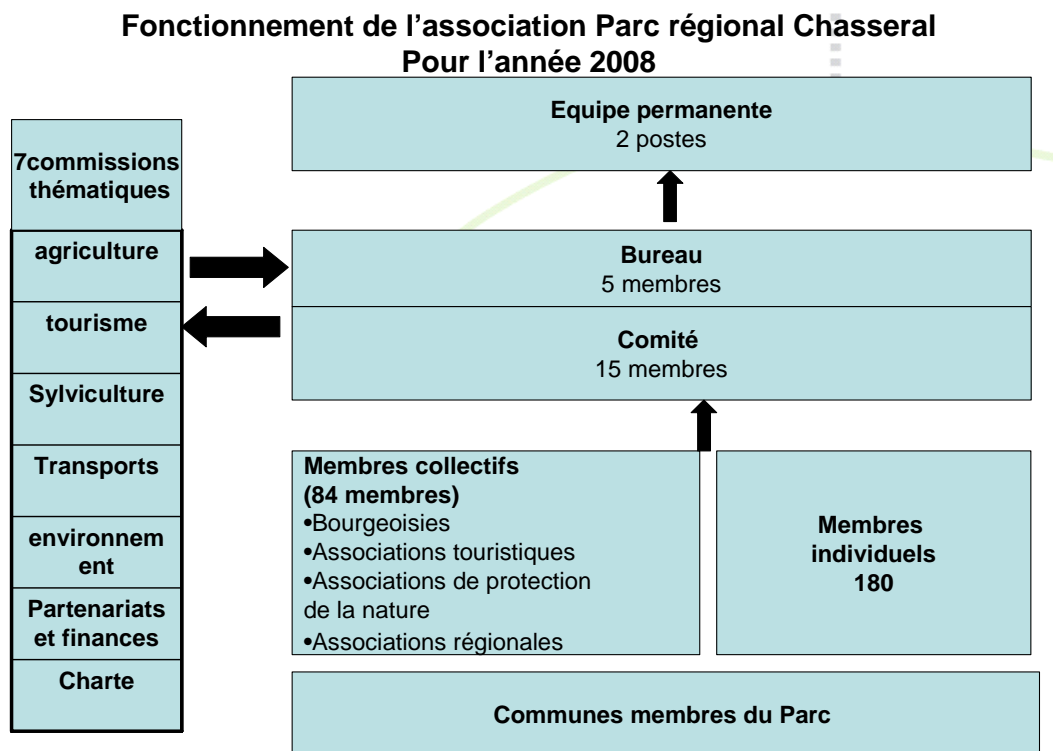 Fonctionnement de l'association Parc régional Chasseral
Pour l'année 2008
7commissions
thématiques
agriculture
tourisme
Sylviculture
Transports
environnem
ent
Partenariats
et finances
Charte
Equipe permanente
2 postes
Bureau
5 membres
Comité
15 membres
Membres collectifs
(84 membres)
•Bourgeoisies
•Associations touristiques
•Associations de protection
de la nature
•Associations régionales
Membres
individuels
180
Communes membres du Parc